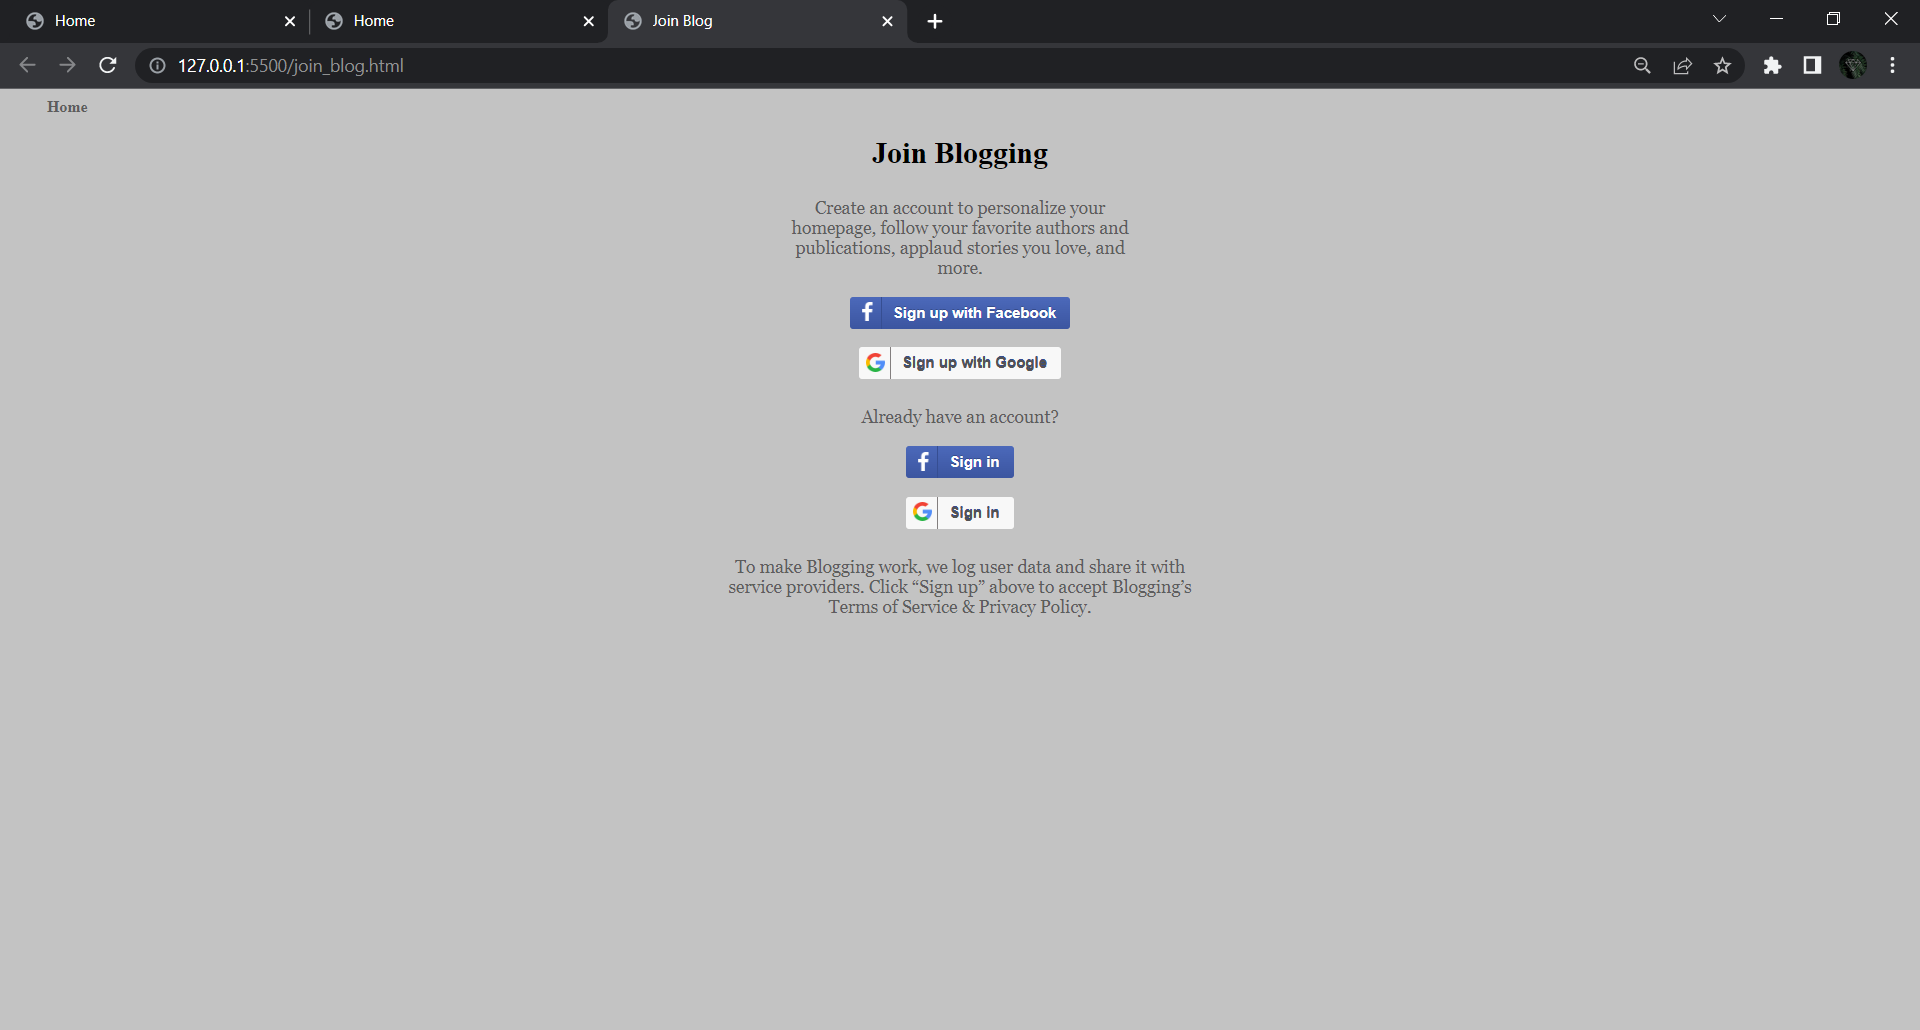 Home
Home
Join Blog
127.0.0.1:5500/join_blog.html
Home
Join Blogging
Create an account to personalize your
homepage, follow your favorite authors and
publications, applaud stories you love, and
more.
f Sign up with Facebook
G Sign up with Google
Already have an account?
f Sign in
G Sign in
To make Blogging work, we log user data and share it with
service providers. Click “Sign up” above to accept Blogging’s
Terms of Service & Privacy Policy.